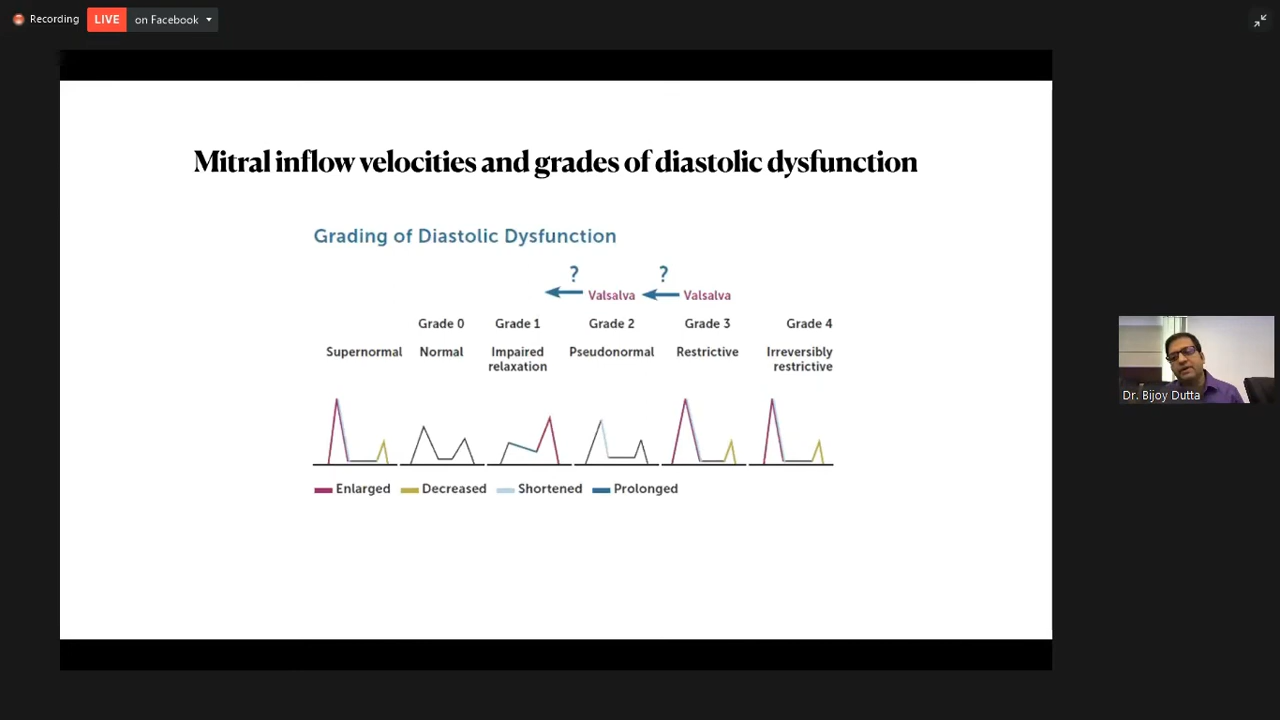 Recording
LIVE on Facebook
Mitral inflow velocities and grades of diastolic dysfunction
Grading of Diastolic Dysfunction
? ?
Valsalva Valsalva
Grade 0 Grade 1 Grade 2 Grade 3 Grade 4
Supernormal Normal Impaired Pseudonormal Restrictive Irreversibly
relaxation restrictive
Enlarged Decreased Shortened Prolonged
Dr. Bijoy Dutta